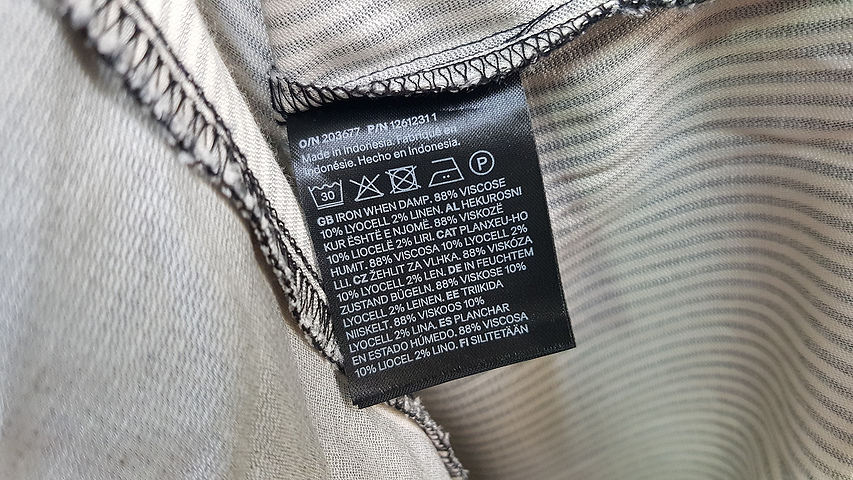 O/N 203677 P/N 12612311
Made in Indonesia. Fabriqué en
Indonésie. Hecho en Indonesia.
30 P
GB IRON WHEN DAMP. 88% VISCOSE
10% LYOCELL 2% LINEN. AL HEKUROSNI
KUR ËSHTË E NJOMË. 88% VISKOZË
10% LIOCELË 2% LIRI. CAT PLANXEU-HO
HUMIT. 88% VISCOSA 10% LYOCELL 2%
LLI. CZ ŽEHLIT ZA VLHKA. 88% VISKÓZA
10% LYOCELL 2% LEN. DE IN FEUCHTEM
ZUSTAND BÜGELN. 88% VISKOSE 10%
LYOCELL 2% LEINEN. EE TRIIKIDA
NIISKELT. 88% VISKOOS 10%
LYOCELL 2% LINA. ES PLANCHAR
EN ESTADO HÚMEDO. 88% VISCOSA
10% LIOCEL 2% LINO. FI SILITETÄÄN